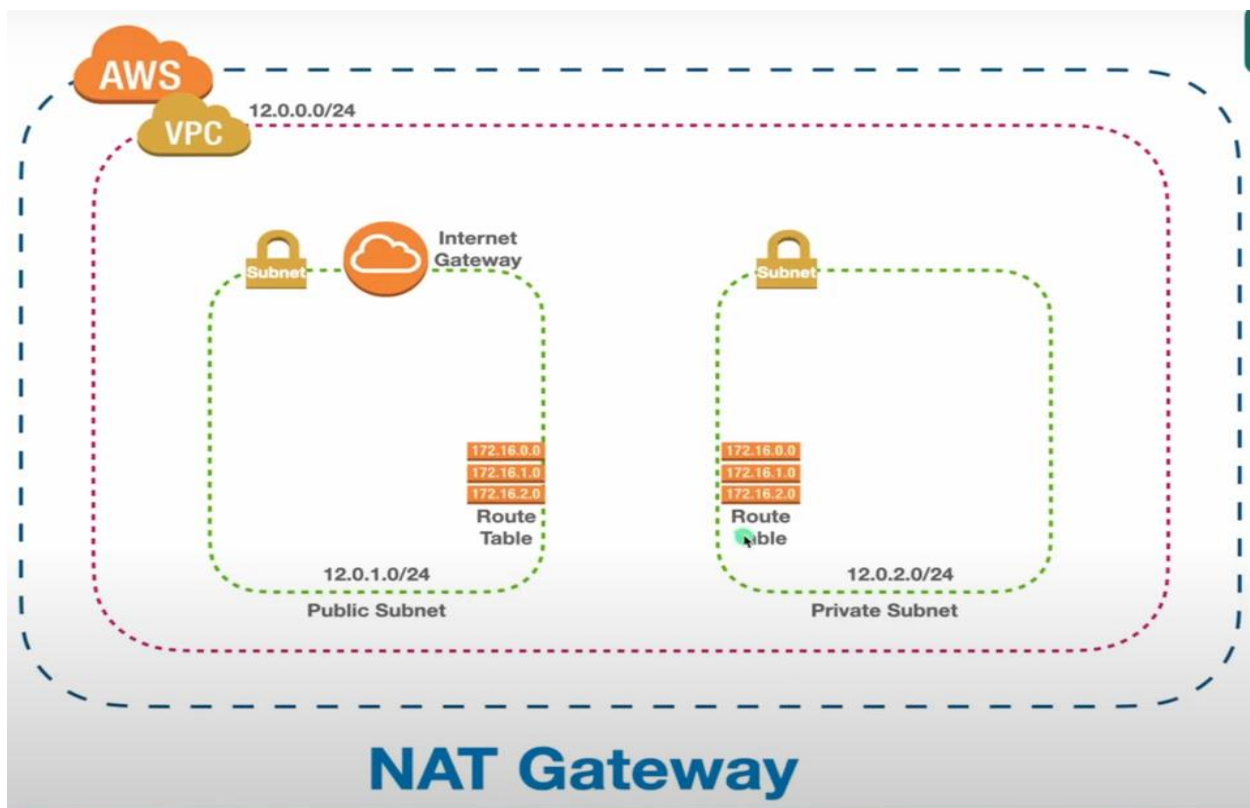 AWS
VPC
12.0.0.0/24
Subnet
Internet
Gateway
172.16.0.0
172.16.1.0
172.16.2.0
Route
Table
12.0.1.0/24
Public Subnet
Subnet
172.16.0.0
172.16.1.0
172.16.2.0
Route
Table
12.0.2.0/24
Private Subnet
NAT Gateway